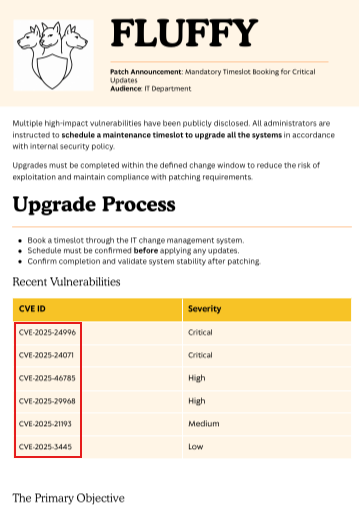 FLUFFY
Patch Announcement: Mandatory Timeslot Booking for Critical
Updates
Audience: IT Department
Multiple high-impact vulnerabilities have been publicly disclosed. All administrators are
instructed to schedule a maintenance timeslot to upgrade all the systems in accordance
with internal security policy.
Upgrades must be completed within the defined change window to reduce the risk of
exploitation and maintain compliance with patching requirements.
Upgrade Process
Book a timeslot through the IT change management system.
Schedule must be confirmed before applying any updates.
Confirm completion and validate system stability after patching.
Recent Vulnerabilities
CVE ID Severity
CVE-2025-24996 Critical
CVE-2025-24071 Critical
CVE-2025-46785 High
CVE-2025-29968 High
CVE-2025-21193 Medium
CVE-2025-3445 Low
The Primary Objective